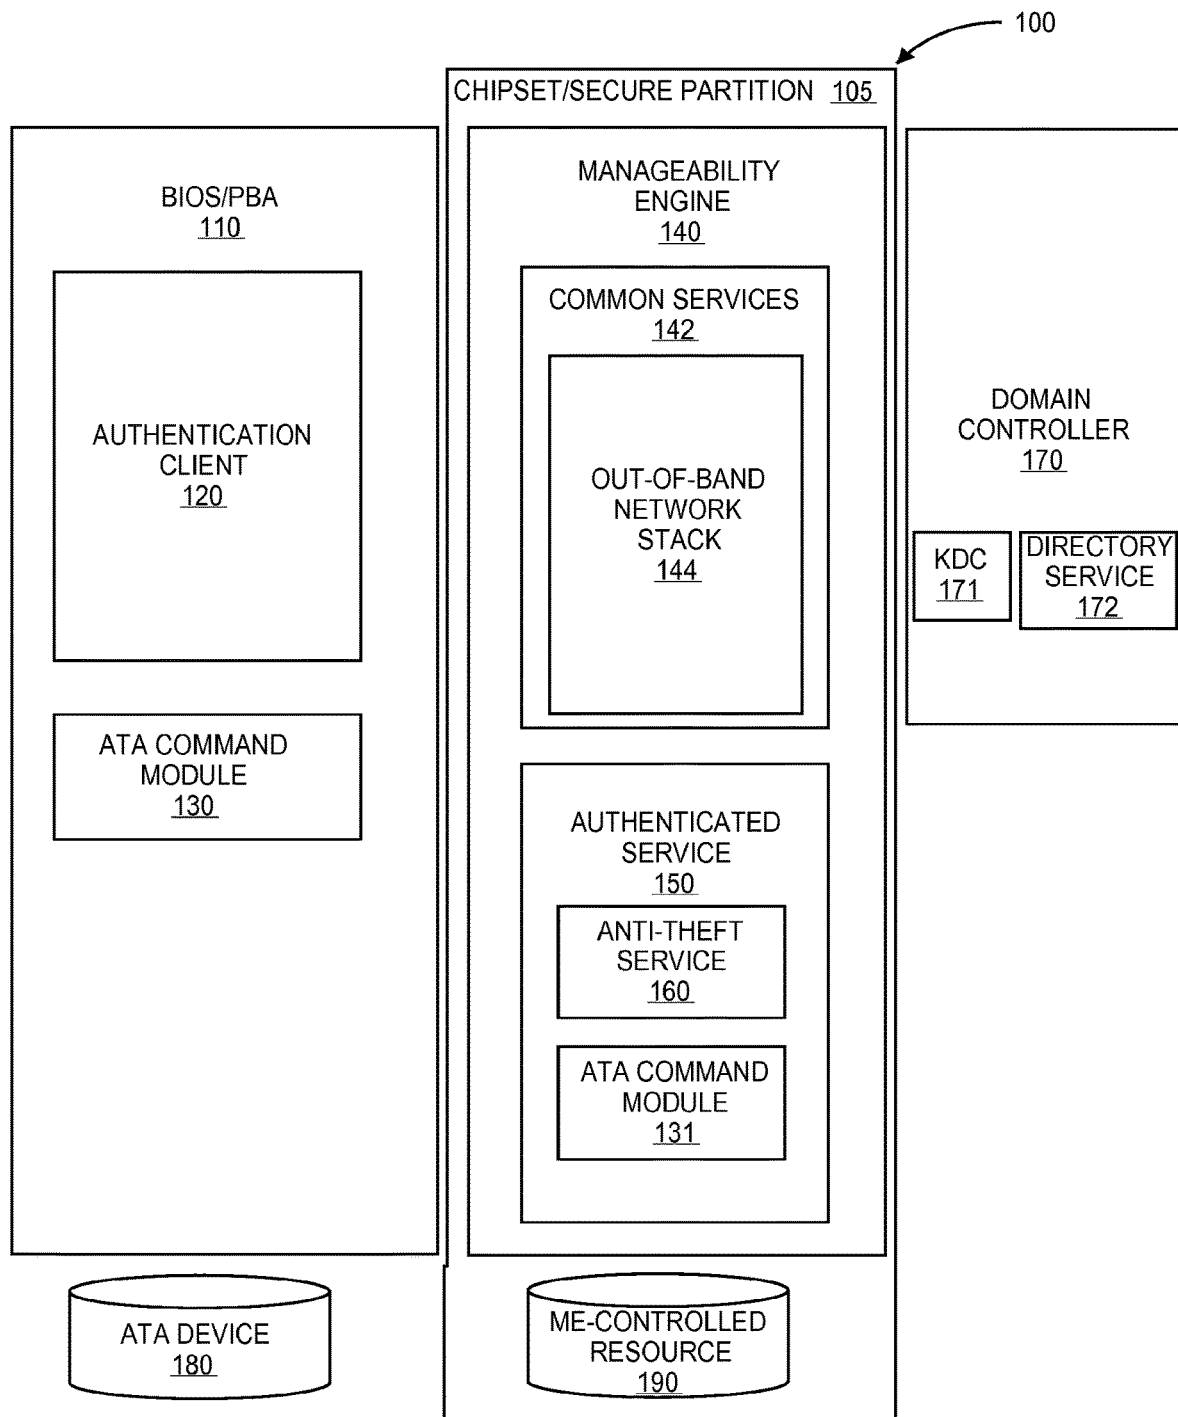 100
CHIPSET/SECURE PARTITION 105
BIOS/PBA
110
AUTHENTICATION
CLIENT
120
ATA COMMAND
MODULE
130
MANAGEABILITY
ENGINE
140
COMMON SERVICES
142
OUT-OF-BAND
NETWORK
STACK
144
AUTHENTICATED
SERVICE
150
ANTI-THEFT
SERVICE
160
ATA COMMAND
MODULE
131
DOMAIN
CONTROLLER
170
KDC
171
DIRECTORY
SERVICE
172
ATA DEVICE
180
ME-CONTROLLED
RESOURCE
190